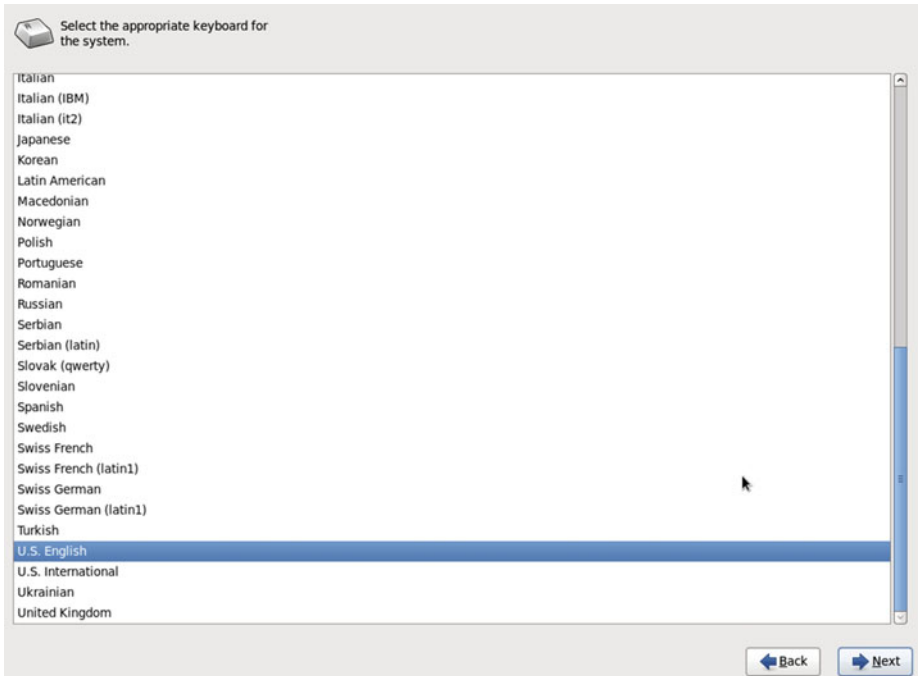 Select the appropriate keyboard for
the system.
Italian
Italian (IBM)
Italian (it2)
Japanese
Korean
Latin American
Macedonian
Norwegian
Polish
Portuguese
Romanian
Russian
Serbian
Serbian (latin)
Slovak (qwerty)
Slovenian
Spanish
Swedish
Swiss French
Swiss French (latin1)
Swiss German
Swiss German (latin1)
Turkish
U.S. English
U.S. International
Ukrainian
United Kingdom
Back
Next